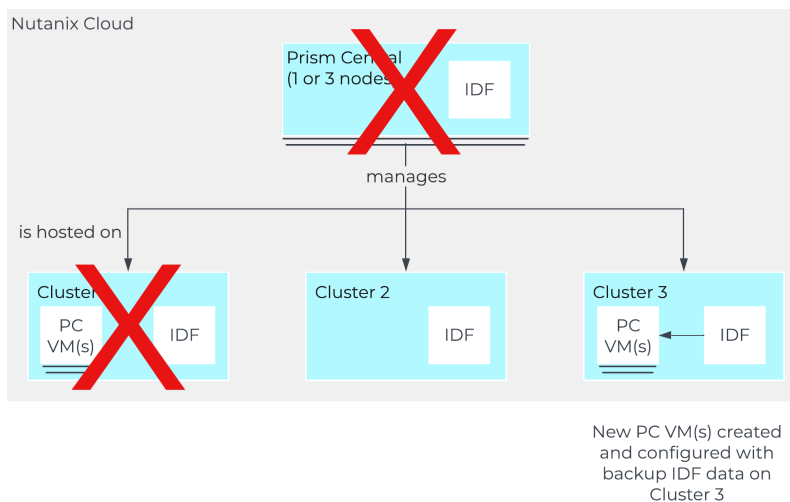 Nutanix Cloud
Prism Central
(1 or 3 nodes
IDF
manages
is hosted on
Cluster
PC
VM(s)
IDF
Cluster 2
IDF
Cluster 3
PC
VM(s)
IDF
New PC VM(s) created
and configured with
backup IDF data on
Cluster 3